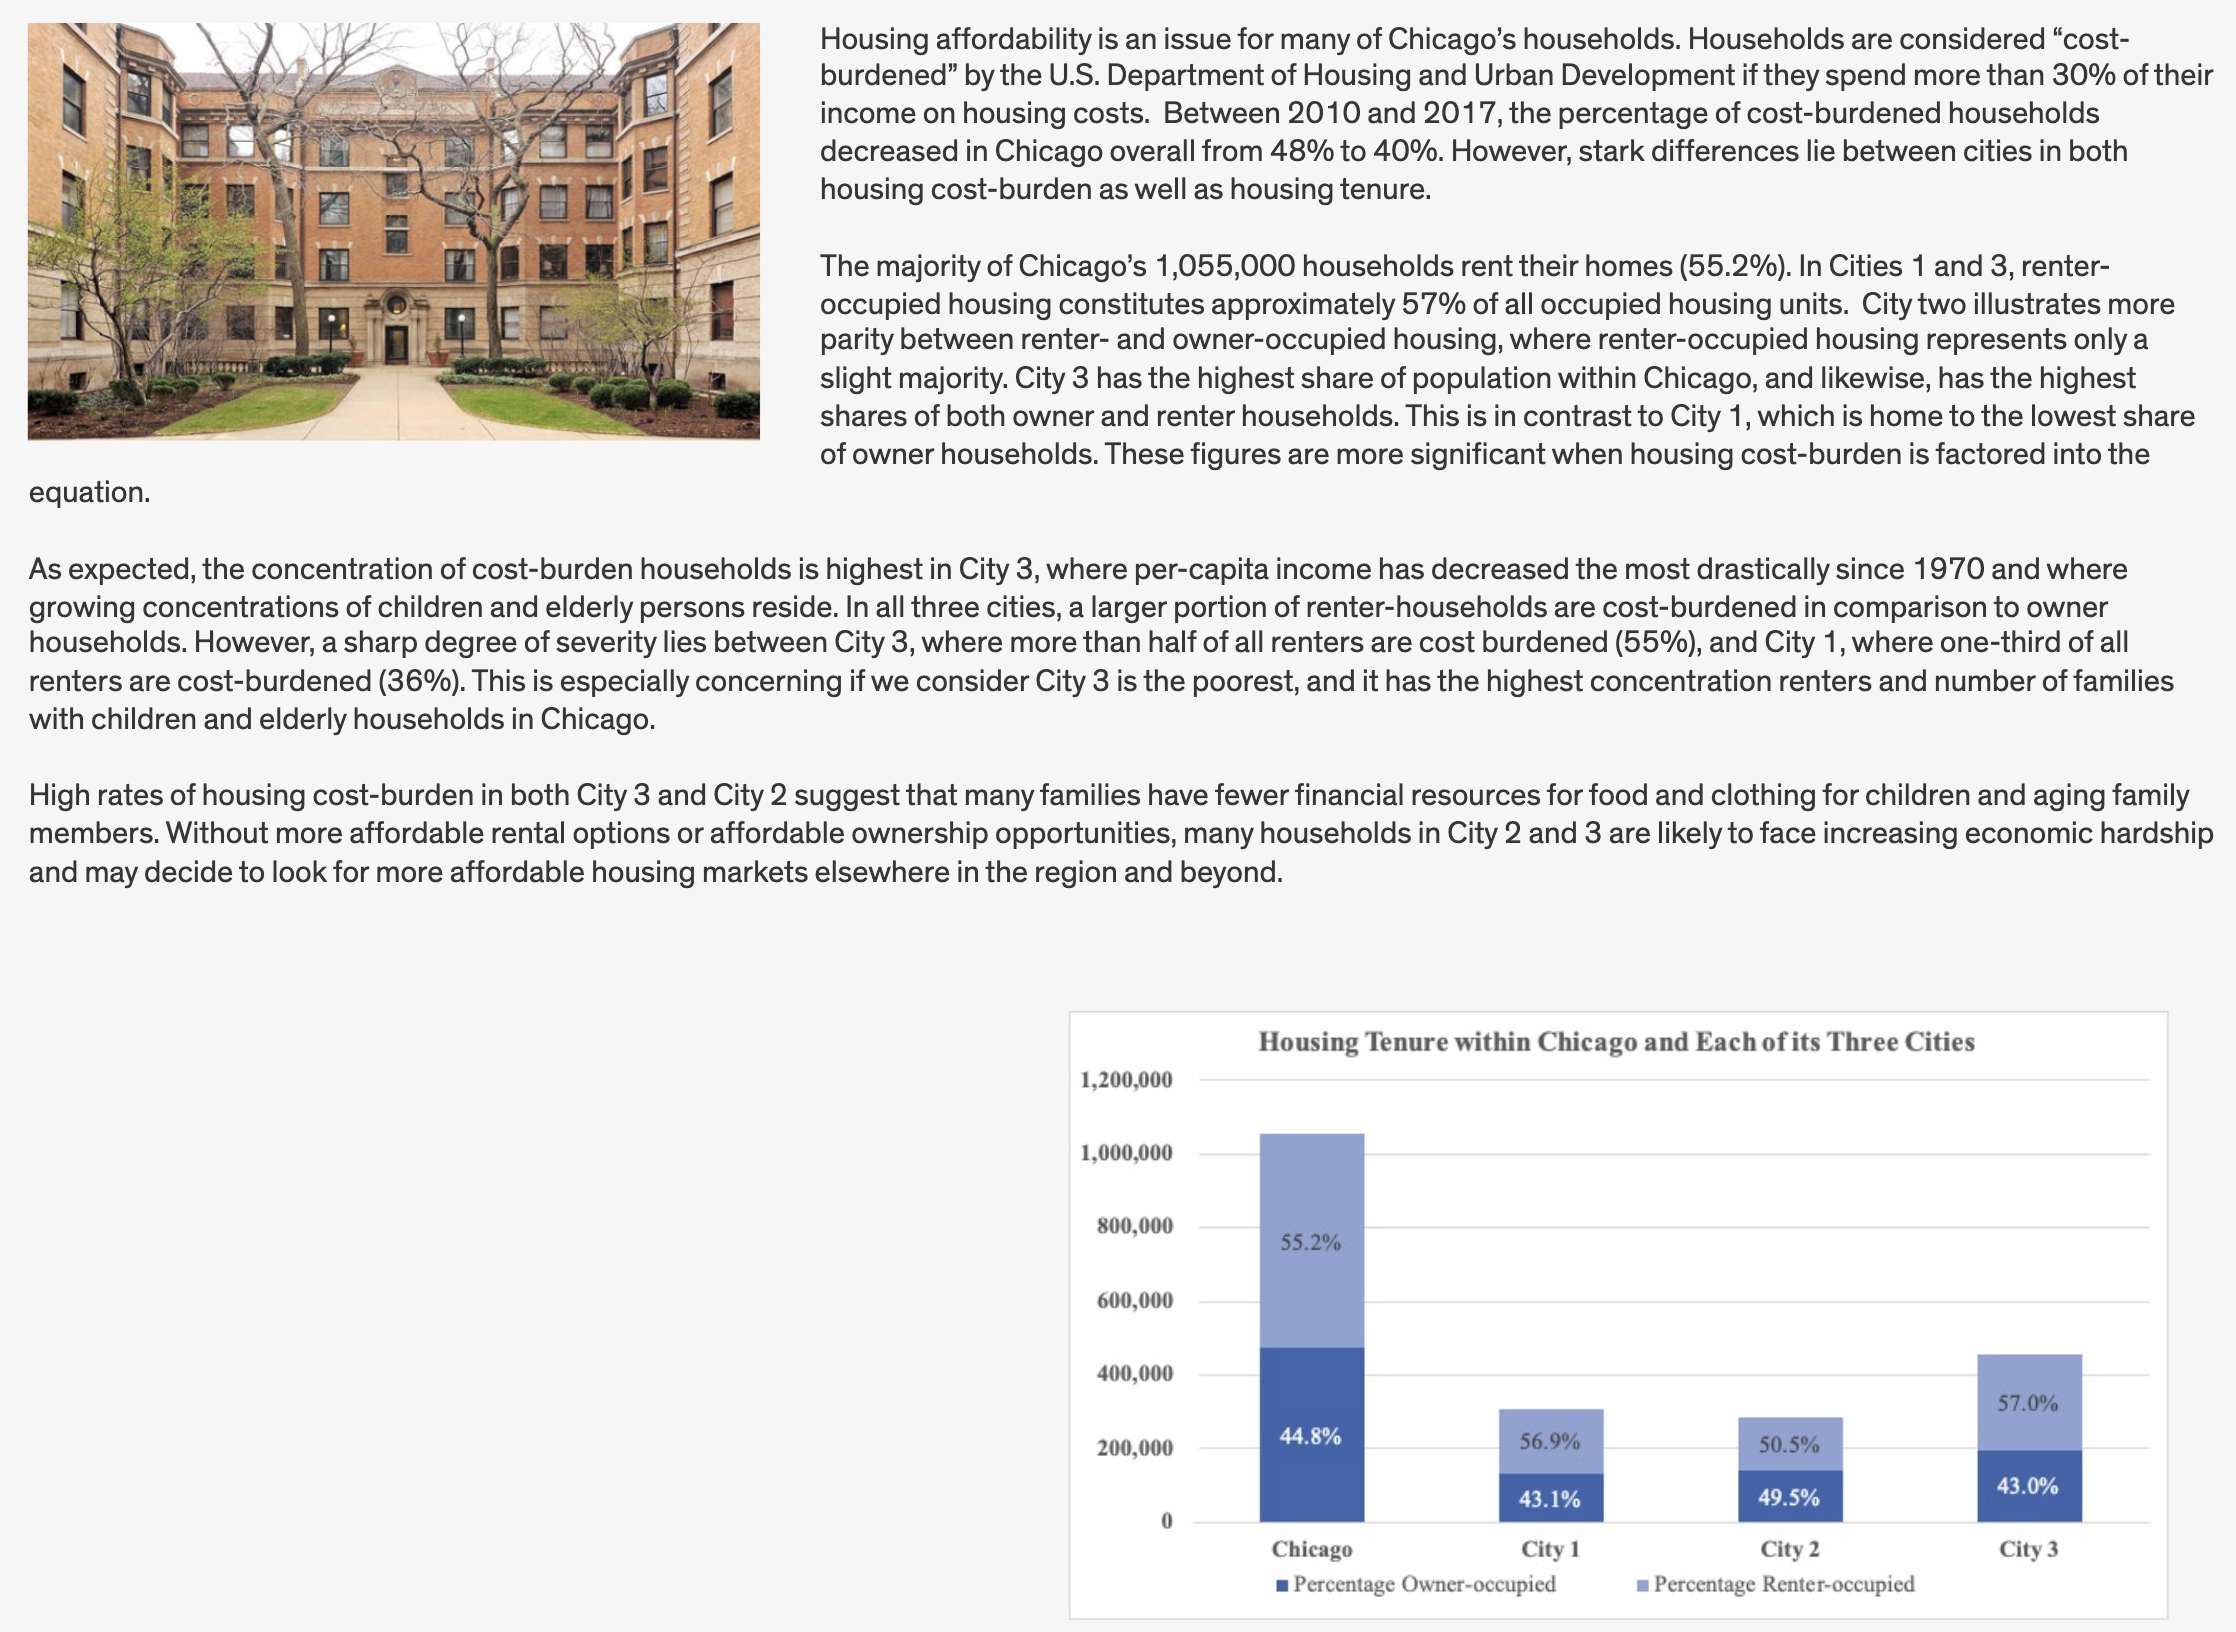 Housing affordability is an issue for many of Chicago’s households. Households are considered “cost-
burdened” by the U.S. Department of Housing and Urban Development if they spend more than 30% of their
income on housing costs.  Between 2010 and 2017, the percentage of cost-burdened households
decreased in Chicago overall from 48% to 40%. However, stark differences lie between cities in both
housing cost-burden as well as housing tenure.
The majority of Chicago’s 1,055,000 households rent their homes (55.2%). In Cities 1 and 3, renter-
occupied housing constitutes approximately 57% of all occupied housing units.  City two illustrates more
parity between renter- and owner-occupied housing, where renter-occupied housing represents only a
slight majority. City 3 has the highest share of population within Chicago, and likewise, has the highest
shares of both owner and renter households. This is in contrast to City 1, which is home to the lowest share
of owner households. These figures are more significant when housing cost-burden is factored into the
equation.
As expected, the concentration of cost-burden households is highest in City 3, where per-capita income has decreased the most drastically since 1970 and where
growing concentrations of children and elderly persons reside. In all three cities, a larger portion of renter-households are cost-burdened in comparison to owner
households. However, a sharp degree of severity lies between City 3, where more than half of all renters are cost burdened (55%), and City 1, where one-third of all
renters are cost-burdened (36%). This is especially concerning if we consider City 3 is the poorest, and it has the highest concentration renters and number of families
with children and elderly households in Chicago.
High rates of housing cost-burden in both City 3 and City 2 suggest that many families have fewer financial resources for food and clothing for children and aging family
members. Without more affordable rental options or affordable ownership opportunities, many households in City 2 and 3 are likely to face increasing economic hardship
and may decide to look for more affordable housing markets elsewhere in the region and beyond.
Housing Tenure within Chicago and Each of its Three Cities
1,200,000
1,000,000
800,000
600,000
400,000
200,000
0
55.2%
44.8%
56.9%
43.1%
50.5%
49.5%
57.0%
43.0%
Chicago
City 1
City 2
City 3
Percentage Owner-occupied
Percentage Renter-occupied